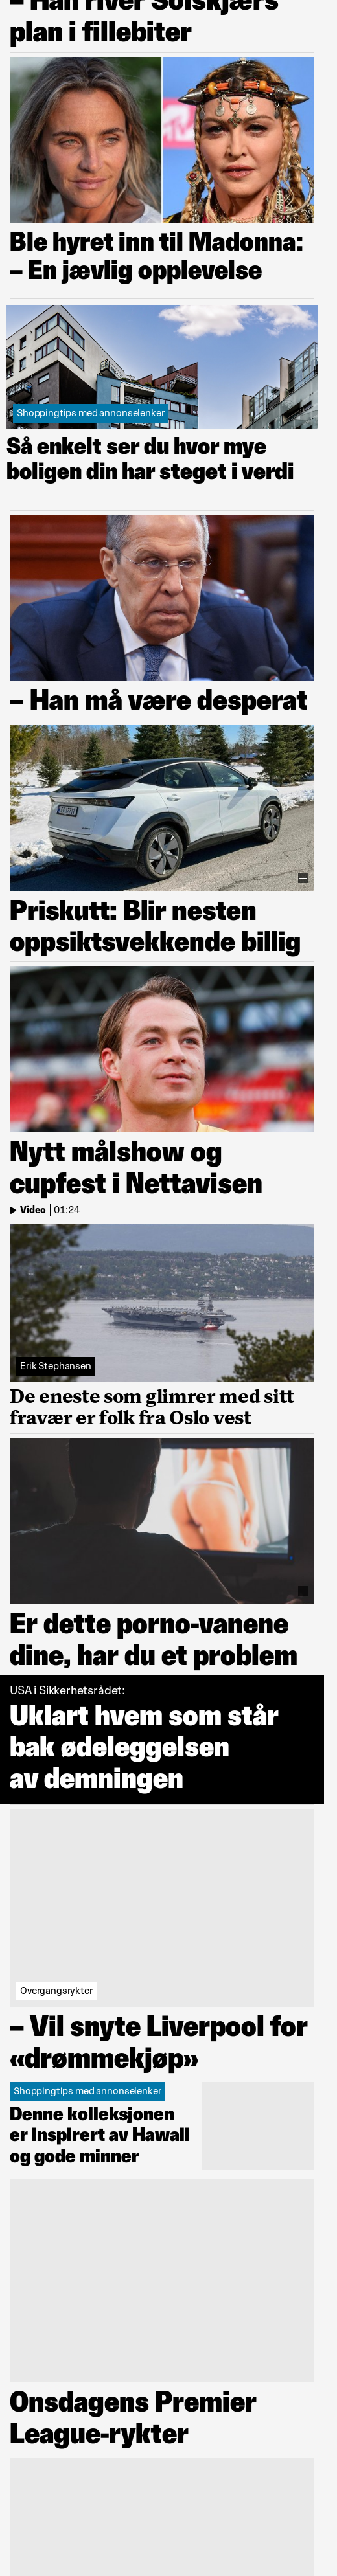 – Han river Solskjærs
plan i fillebiter
Ble hyret inn til Madonna:
– En jævlig opplevelse
Shoppingtips med annonselenker
Så enkelt ser du hvor mye
boligen din har steget i verdi
– Han må være desperat
Priskutt: Blir nesten
oppsiktsvekkende billig
Nytt målshow og
cupfest i Nettavisen
Video | 01:24
Erik Stephansen
De eneste som glimrer med sitt
fravær er folk fra Oslo vest
Er dette porno-vanene
dine, har du et problem
USA i Sikkerhetsrådet:
Uklart hvem som står
bak ødeleggelsen
av demningen
Overgangsrykter
– Vil snyte Liverpool for
«drømmekjøp»
Shoppingtips med annonselenker
Denne kolleksjonen
er inspirert av Hawaii
og gode minner
Onsdagens Premier
League-rykter